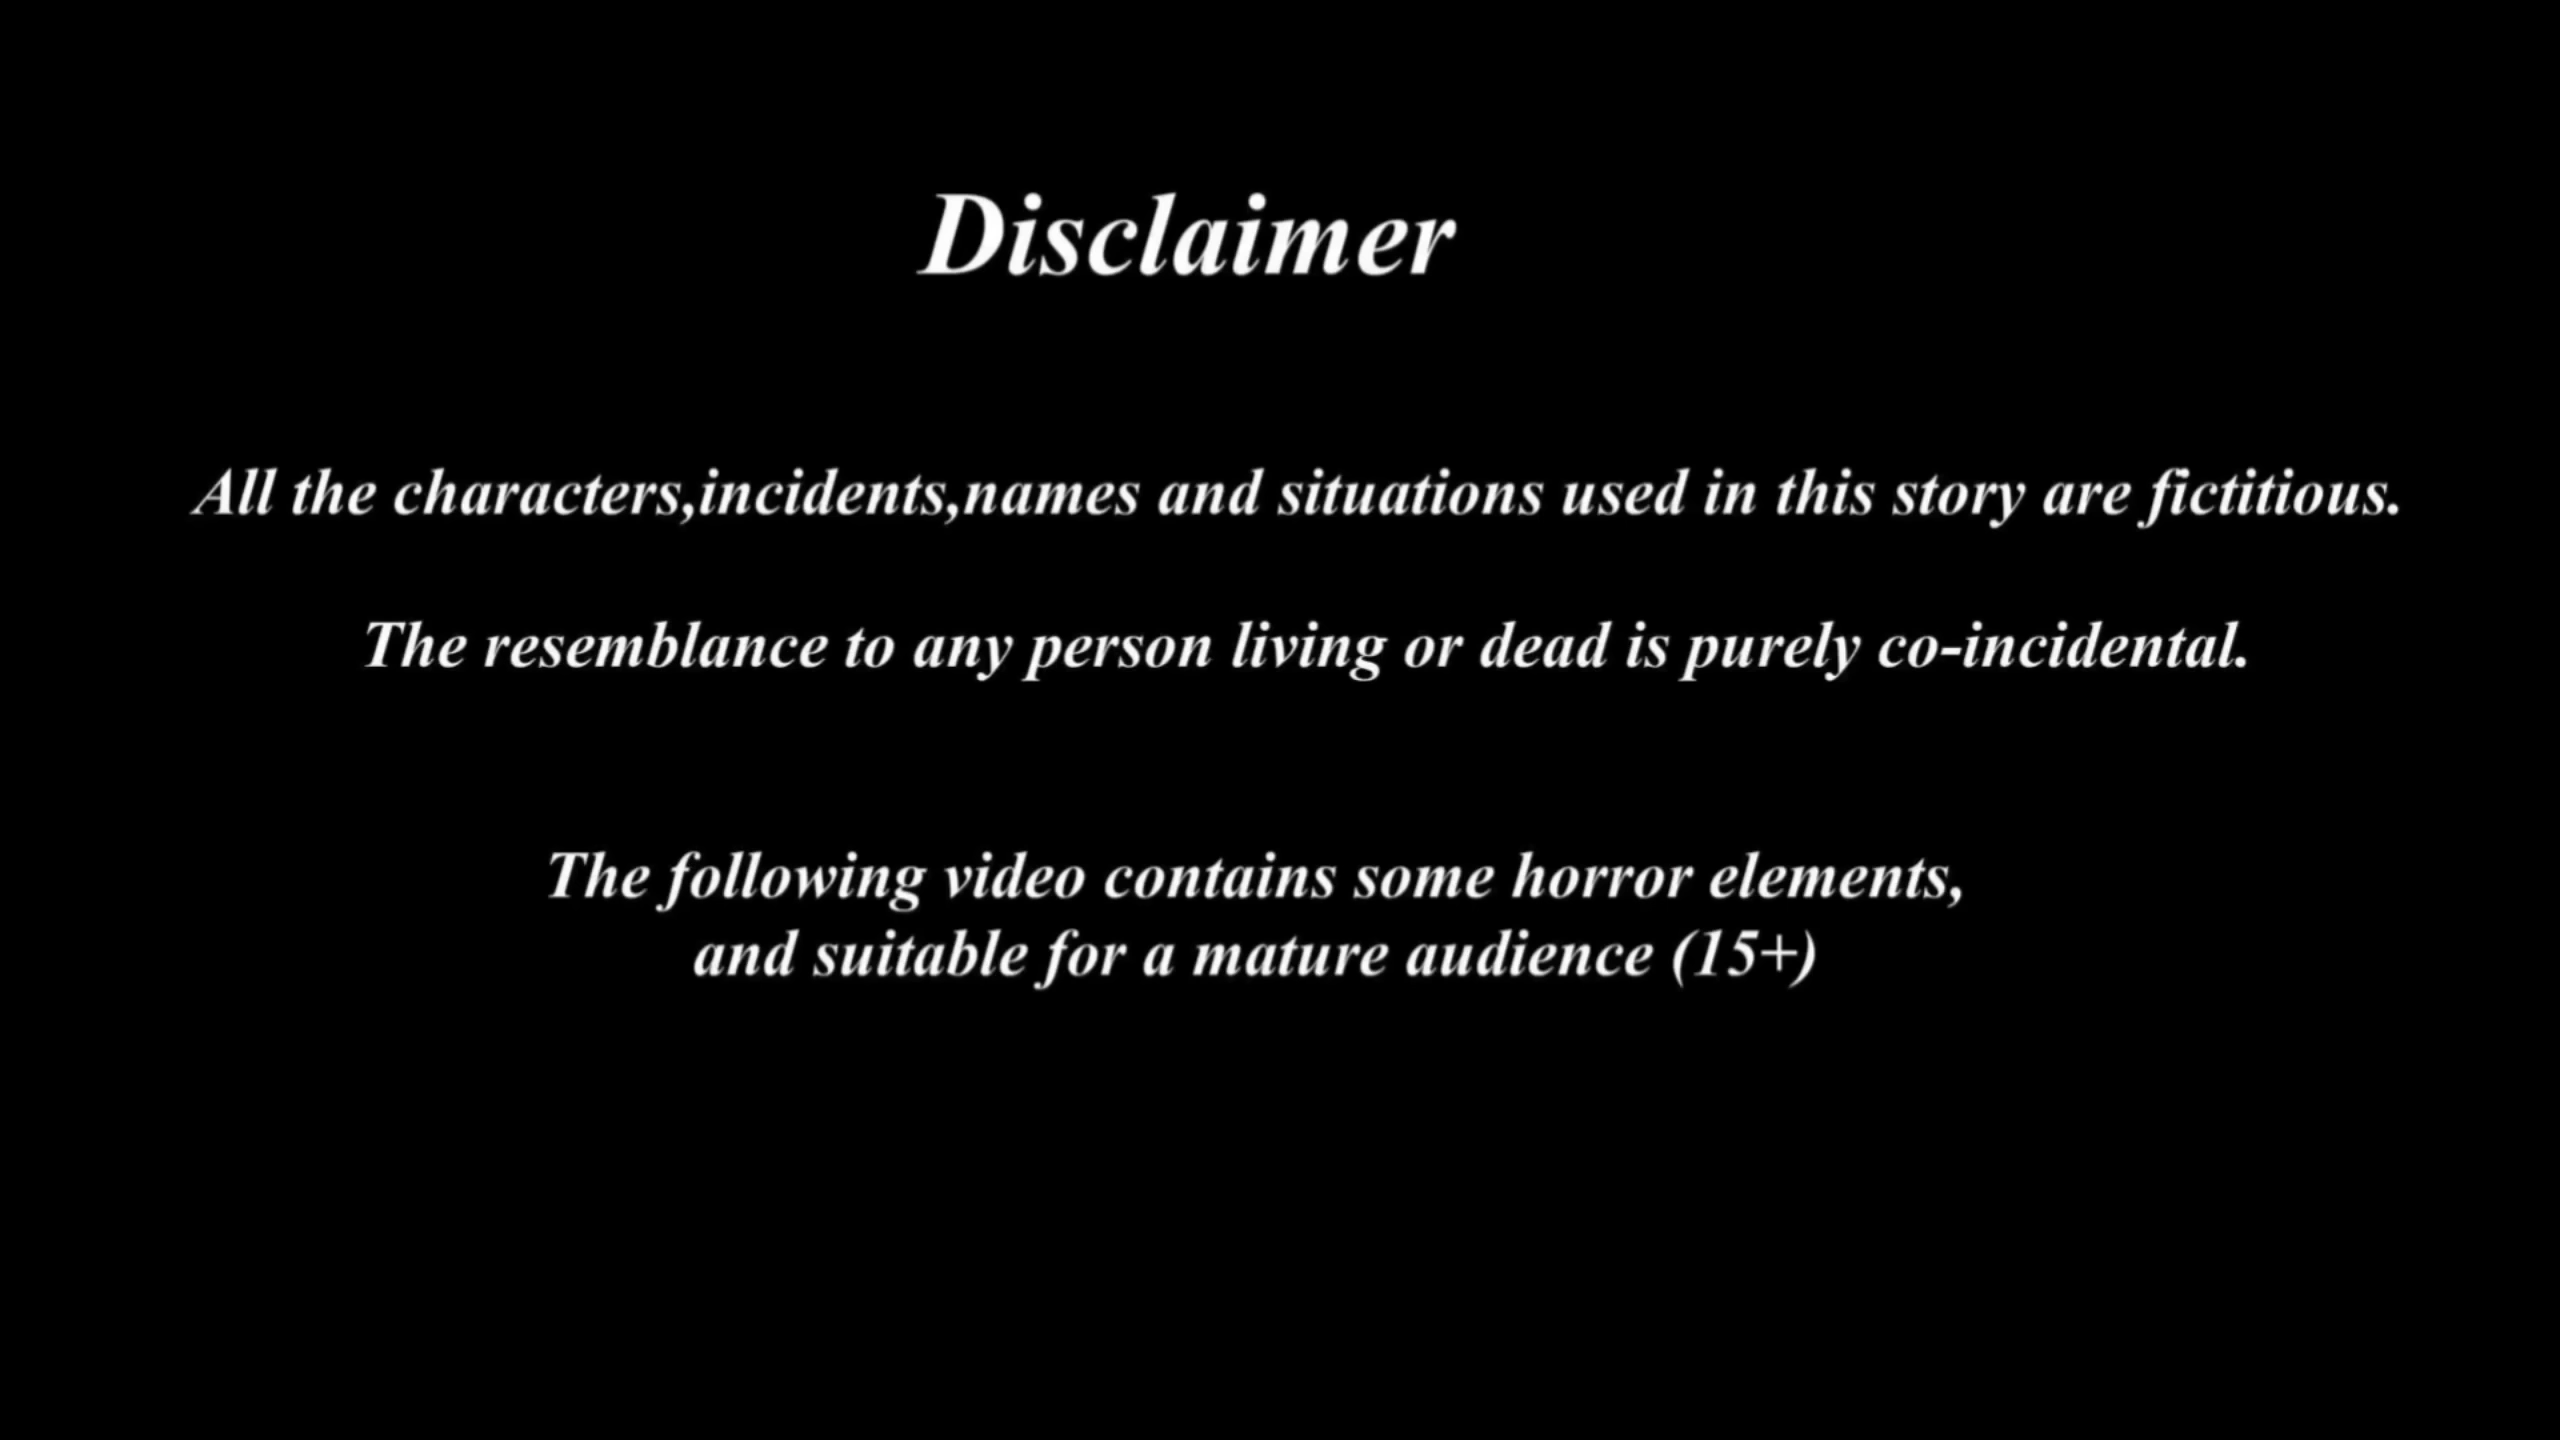 Disclaimer
All the characters,incidents,names and situations used in this story are fictitious.
The resemblance to any person living or dead is purely co-incidental.
The following video contains some horror elements,
and suitable for a mature audience (15+)